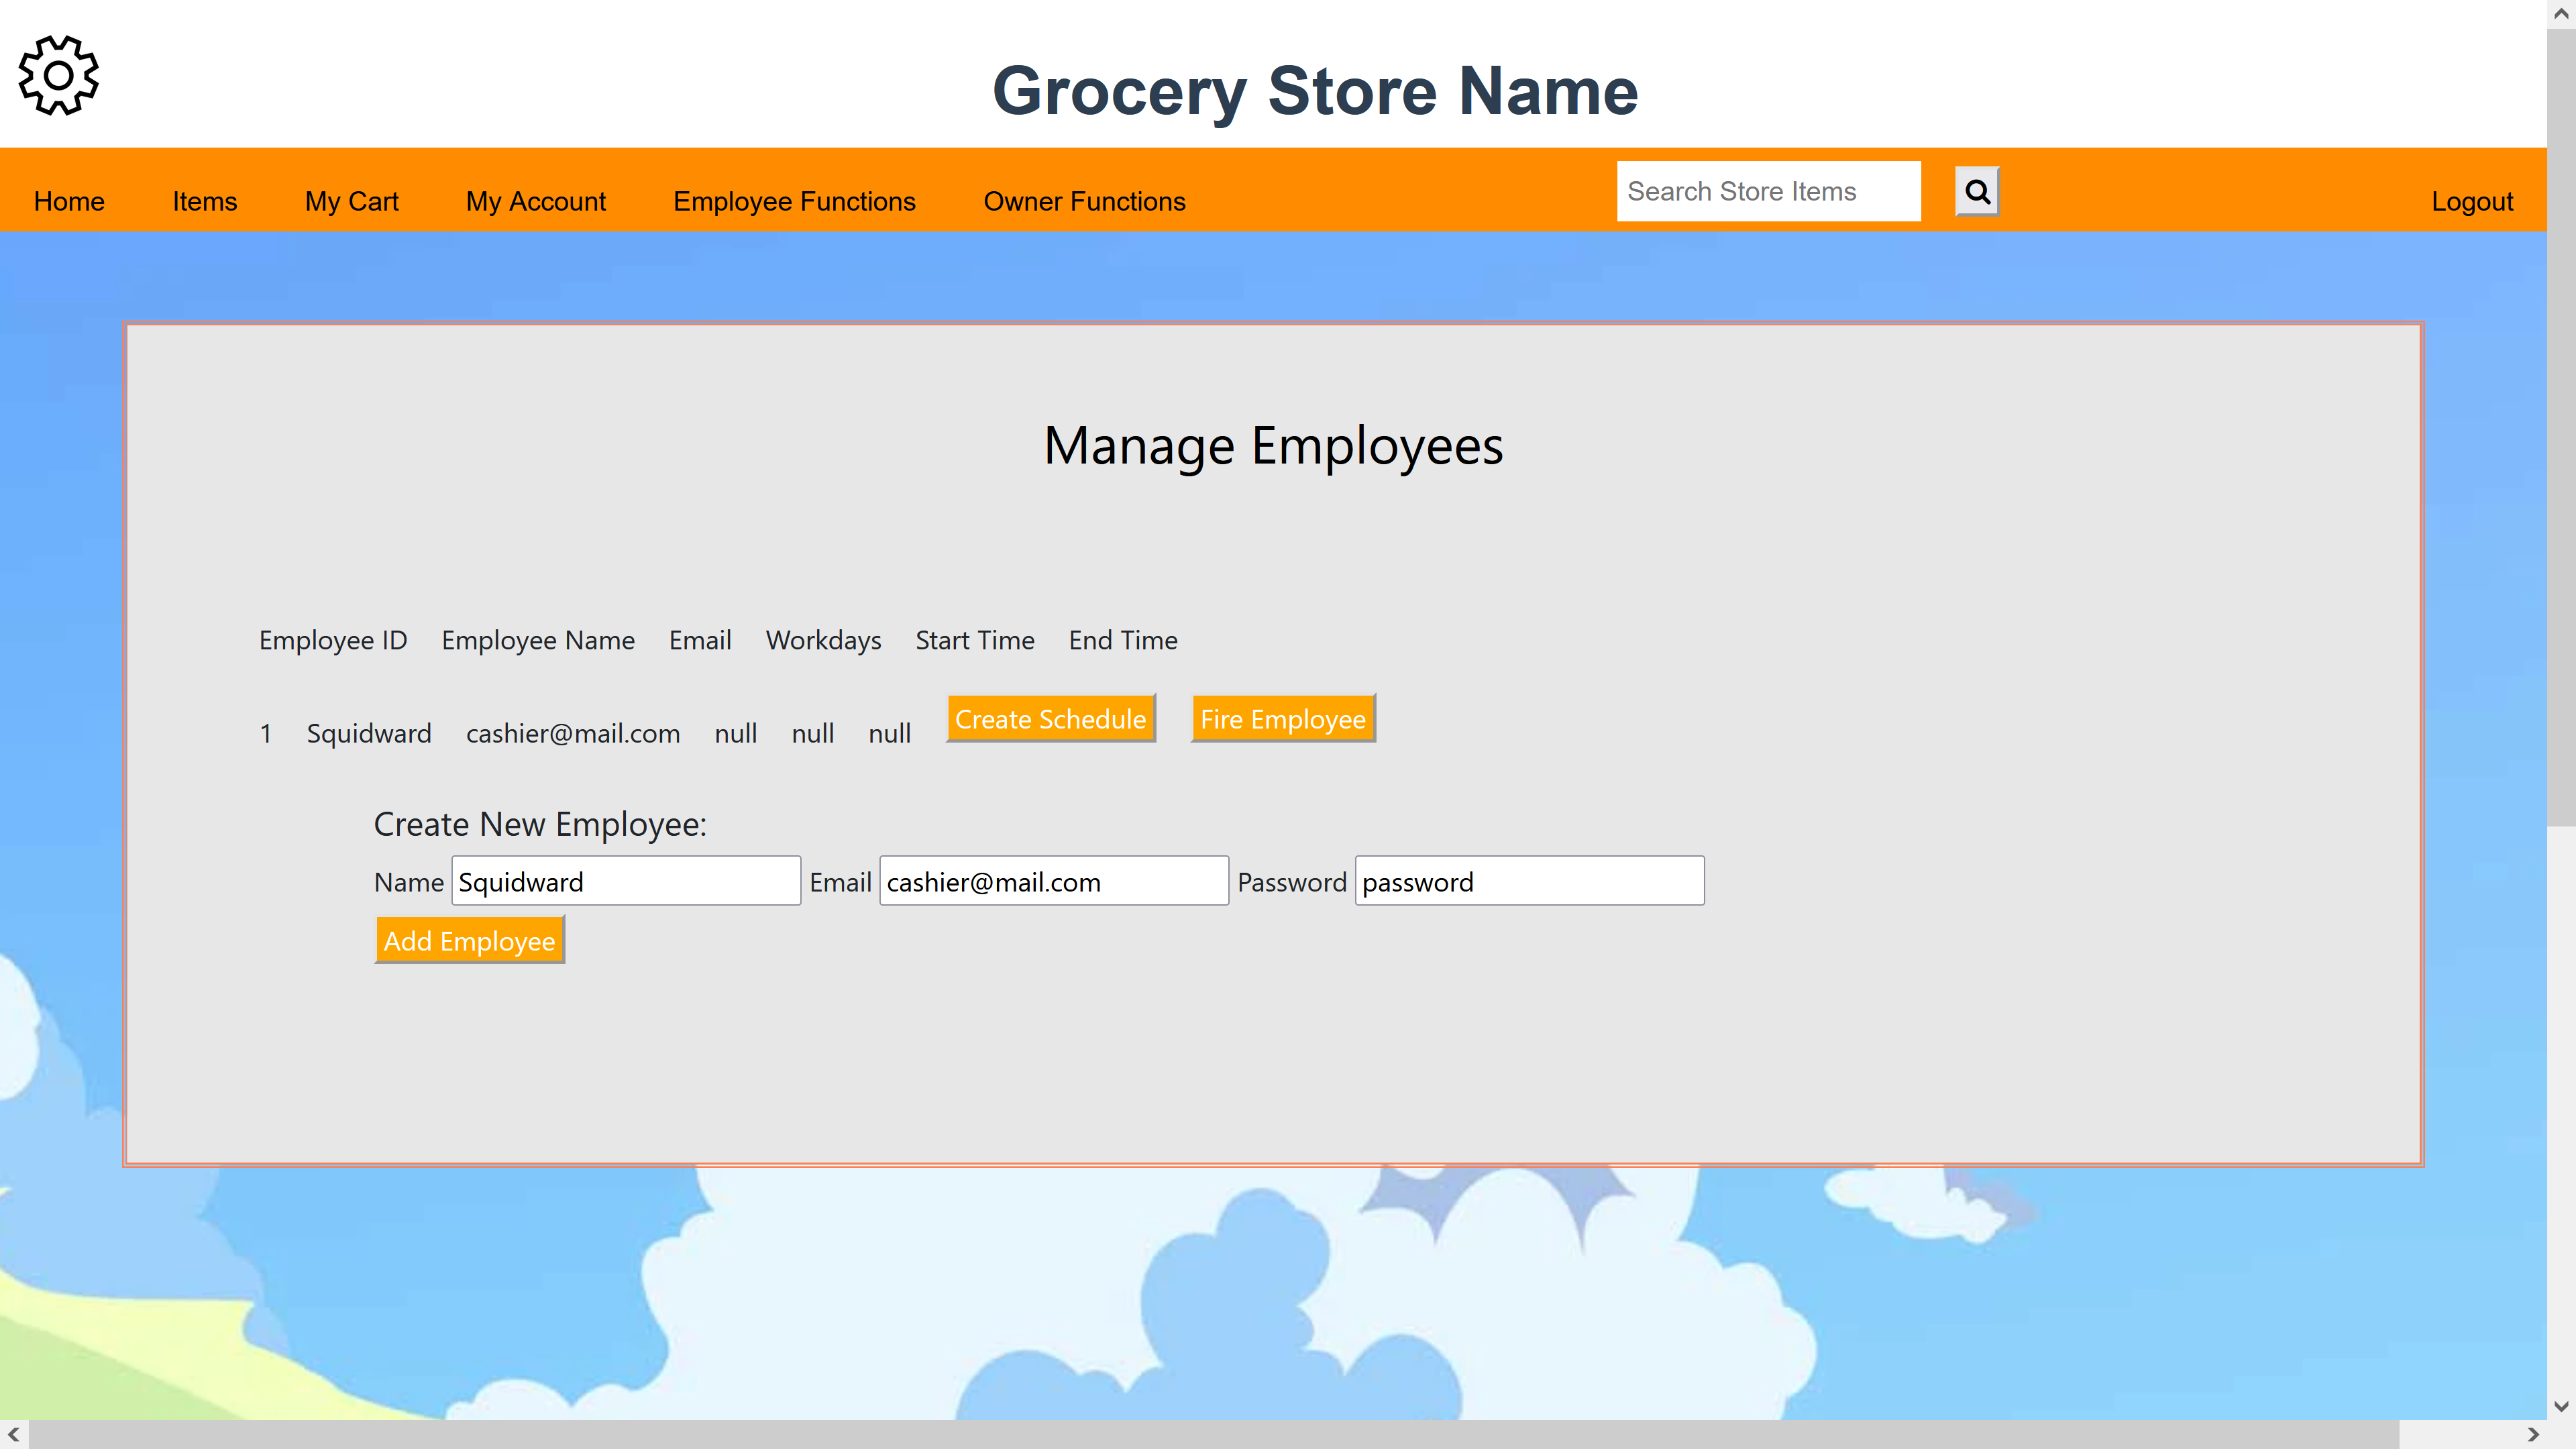 Grocery Store Name
Home Items My Cart My Account Employee Functions Owner Functions Search Store Items Logout
Manage Employees
Employee ID Employee Name Email Workdays Start Time End Time
1 Squidward cashier@mail.com null null null Create Schedule Fire Employee
Create New Employee:
Name Squidward Email cashier@mail.com Password password
Add Employee